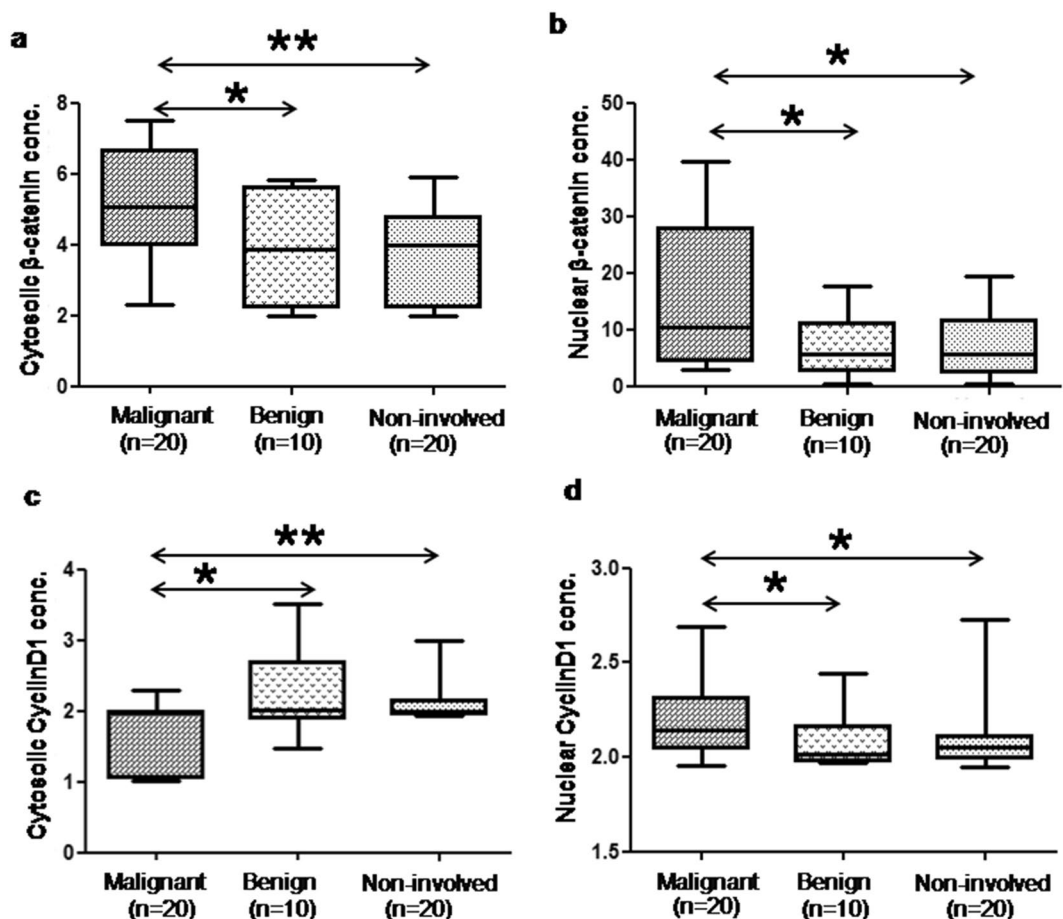 a
**
*
8
6
4
2
0
Cytosolic β-catenin conc.
Malignant Benign Non-involved
(n=20) (n=10) (n=20)
b
*
*
50
40
30
20
10
0
Nuclear β-catenin conc.
Malignant Benign Non-involved
(n=20) (n=10) (n=20)
c
**
*
4
3
2
1
0
Cytosolic CyclinD1 conc.
Malignant Benign Non-involved
(n=20) (n=10) (n=20)
d
*
*
3.0
2.5
2.0
1.5
Nuclear CyclinD1 conc.
Malignant Benign Non-involved
(n=20) (n=10) (n=20)